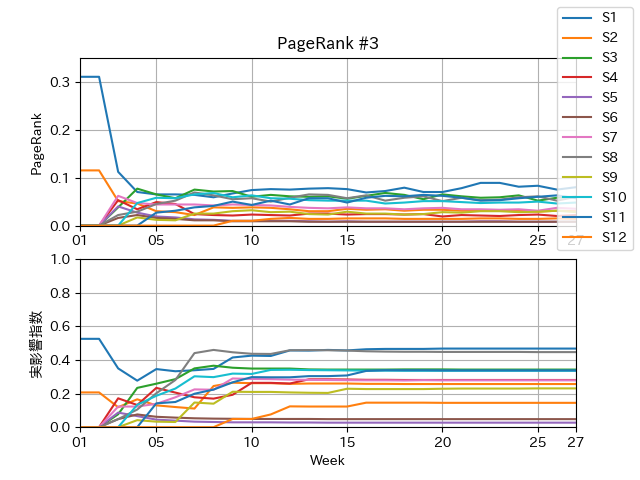 PageRank #3
PageRank
0.3
0.2
0.1
0.0
01
05
10
15
20
25
27
S1
S2
S3
S4
S5
S6
S7
S8
S9
S10
S11
S12
実影響指数
1.0
0.8
0.6
0.4
0.2
0.0
01
05
10
15
20
25
27
Week